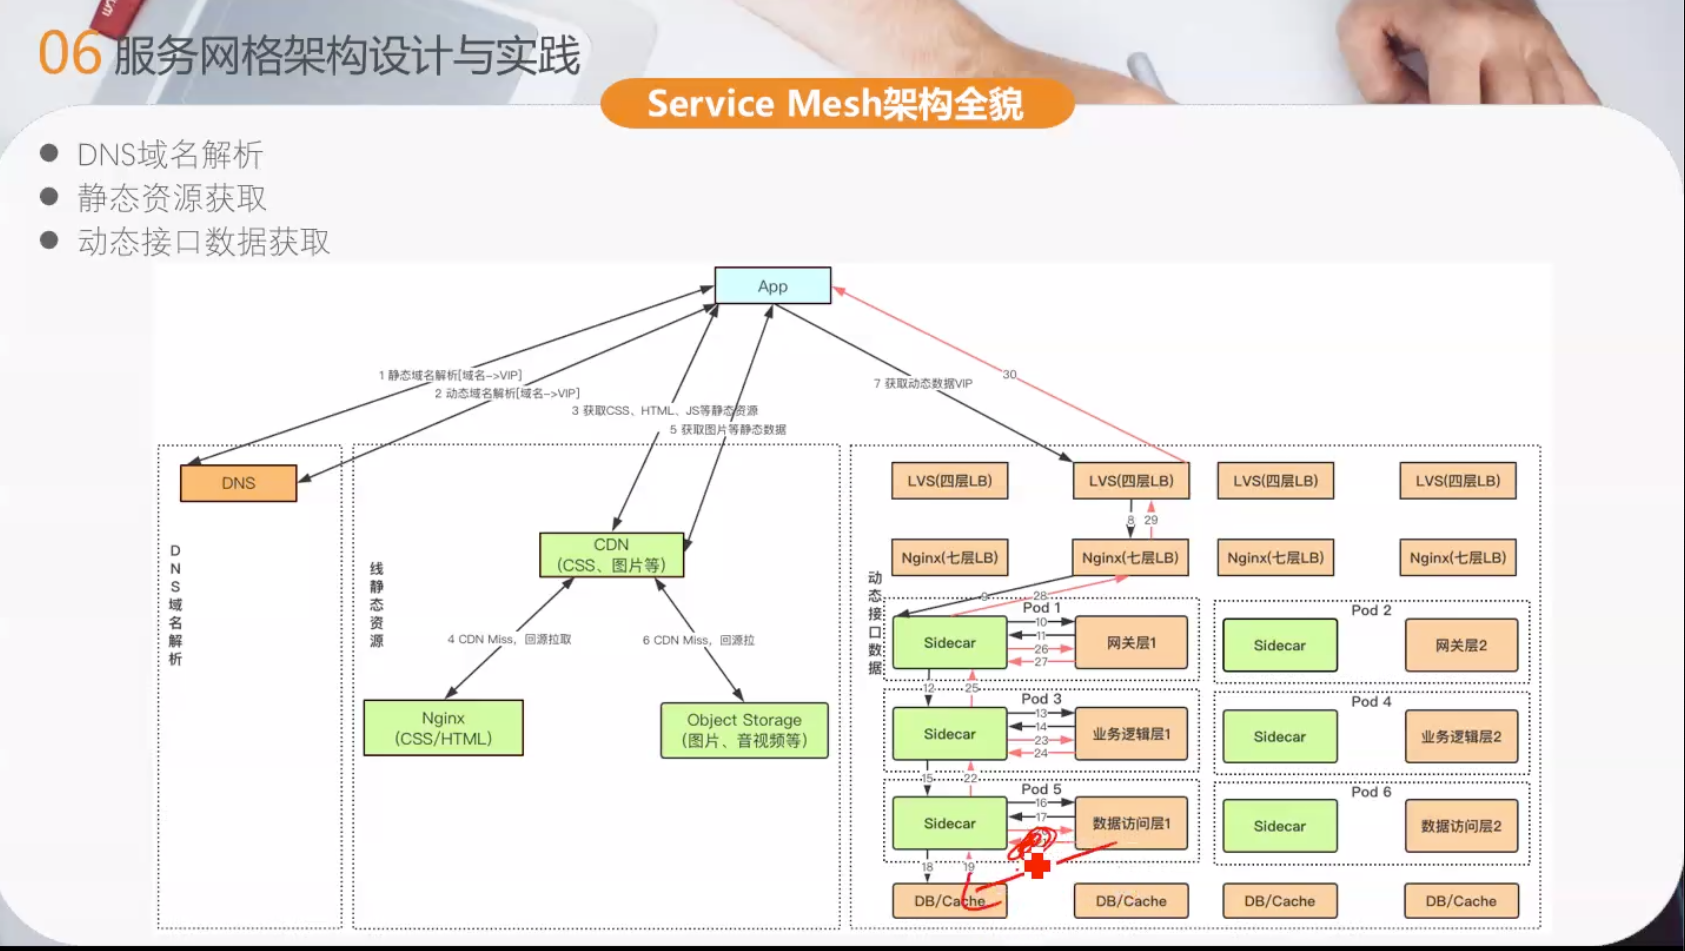 06 服务网格架构设计与实践
Service Mesh架构全貌
DNS域名解析
静态资源获取
动态接口数据获取
App
1 静态域名解析[域名->VIP]
2 动态域名解析[域名->VIP]
3 获取CSS、HTML、JS等静态资源
5 获取图片等静态数据
7 获取动态数据VIP
30
DNS
DNS域名解析
线静态资源
CDN
(CSS、图片等)
4 CDN Miss，回源拉取
6 CDN Miss，回源拉
Nginx
(CSS/HTML)
Object Storage
(图片、音视频等)
动态接口数据
LVS(四层LB)
LVS(四层LB)
LVS(四层LB)
LVS(四层LB)
8
29
Nginx(七层LB)
Nginx(七层LB)
Nginx(七层LB)
Nginx(七层LB)
9
28
Pod 1
Sidecar
10
11
26
27
网关层1
Pod 2
Sidecar
网关层2
12
25
Pod 3
Sidecar
13
14
23
24
业务逻辑层1
Pod 4
Sidecar
业务逻辑层2
15
22
Pod 5
Sidecar
16
17
数据访问层1
Pod 6
Sidecar
数据访问层2
18
19
DB/Cache
DB/Cache
DB/Cache
DB/Cache